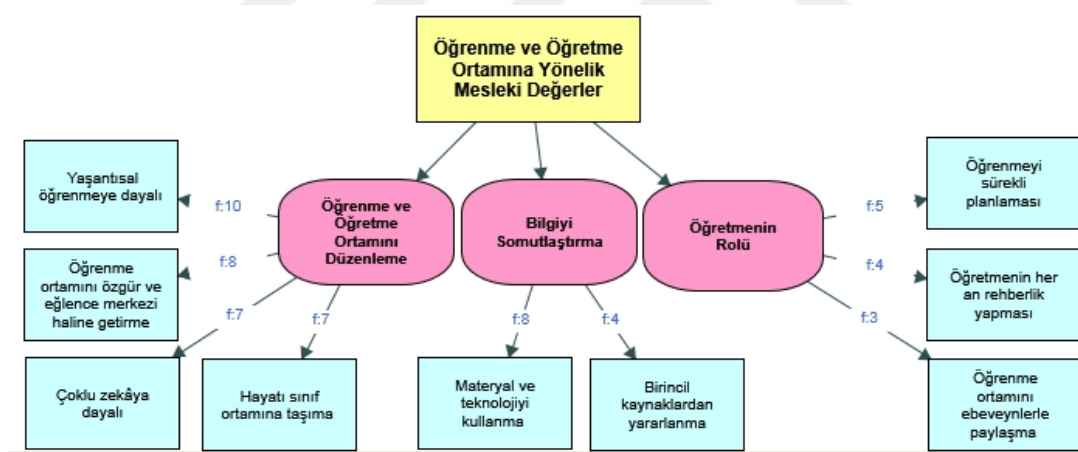 Öğrenme ve Öğretme
Ortamına Yönelik
Mesleki Değerler
Öğrenme ve
Öğretme
Ortamını
Düzenleme
Bilgiyi
Somutlaştırma
Öğretmenin
Rolü
f:10
f:8
f:7
f:7
f:8
f:4
f:5
f:4
f:3
Yaşantısal
öğrenmeye dayalı
Öğrenme
ortamını özgür ve
eğlence merkezi
haline getirme
Çoklu zekâya
dayalı
Hayatı sınıf
ortamına taşıma
Materyal ve
teknolojiyi
kullanma
Birincil
kaynaklardan
yararlanma
Öğrenmeyi
sürekli
planlaması
Öğretmenin her
an rehberlik
yapması
Öğrenme
ortamını
ebeveynlerle
paylaşma